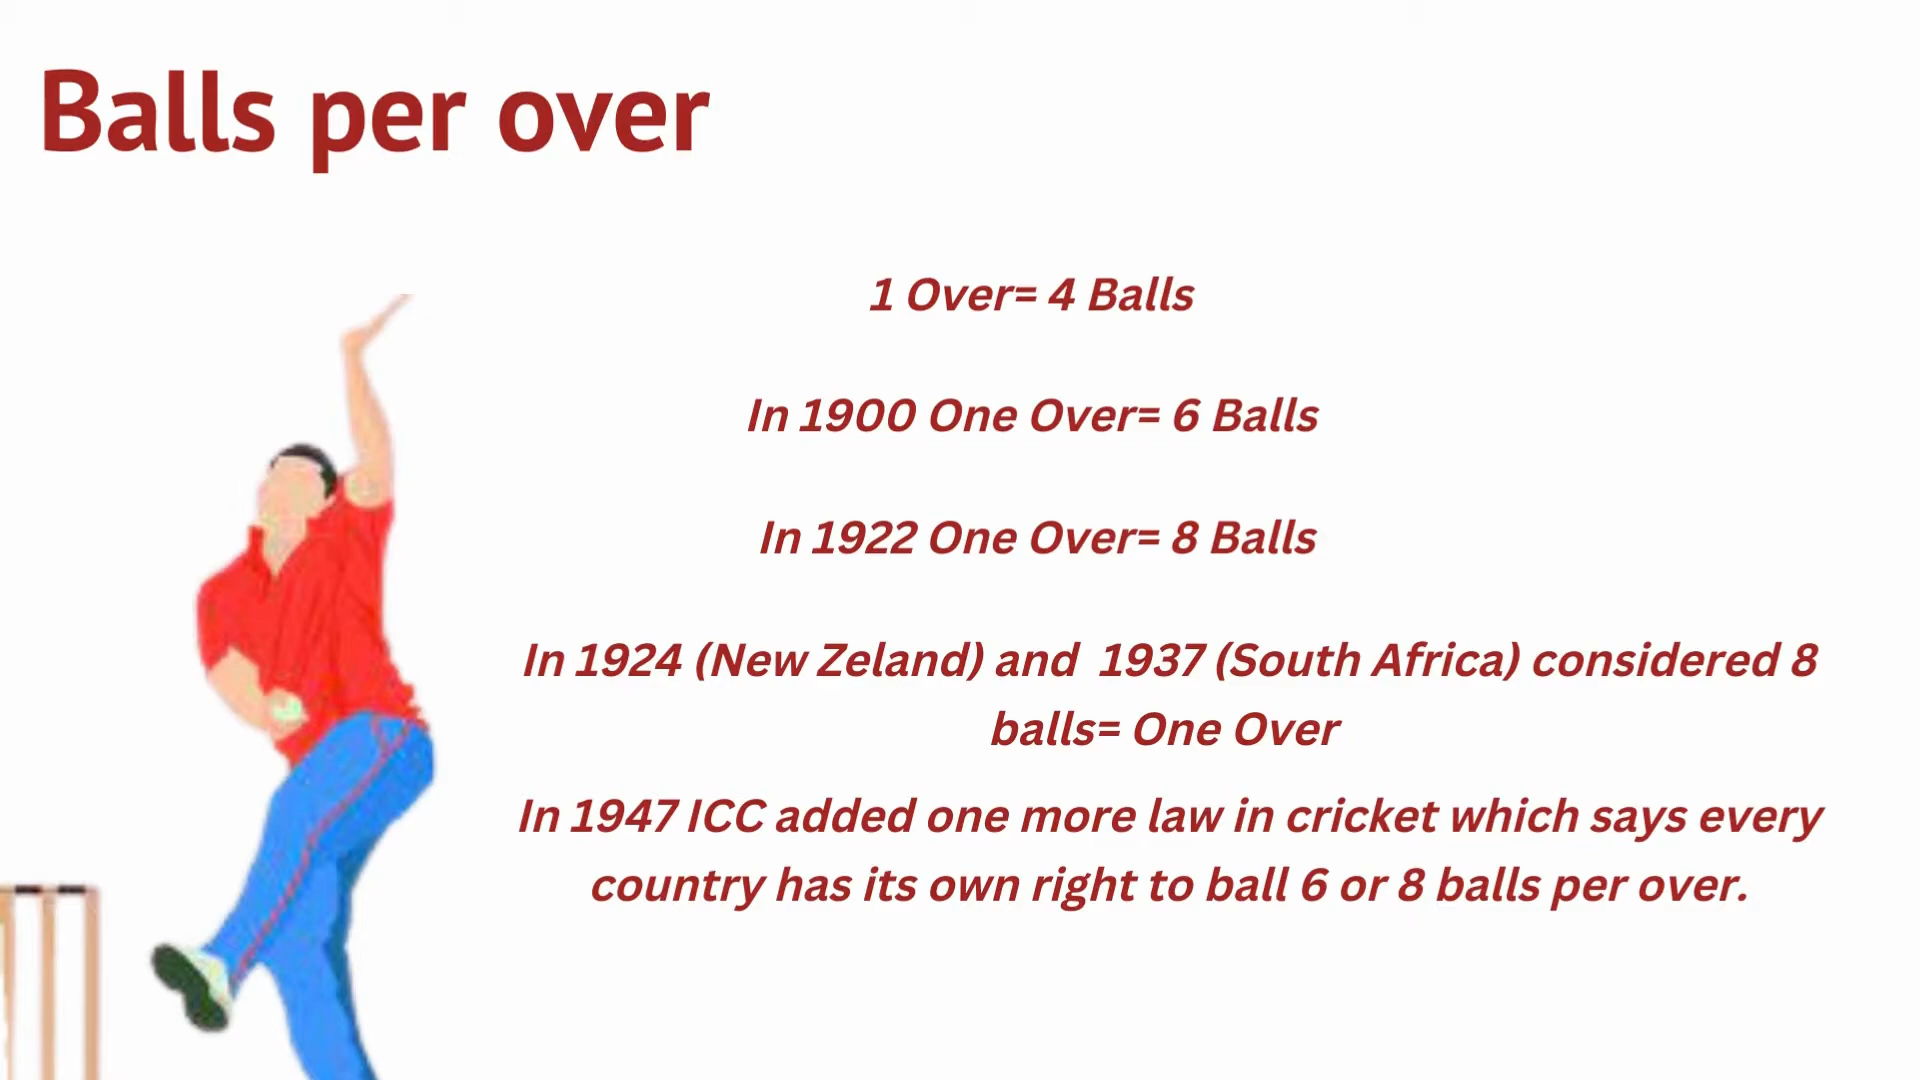 Balls per over
1 Over= 4 Balls
In 1900 One Over= 6 Balls
In 1922 One Over= 8 Balls
In 1924 (New Zeland) and 1937 (South Africa) considered 8
balls= One Over
In 1947 ICC added one more law in cricket which says every
country has its own right to ball 6 or 8 balls per over.